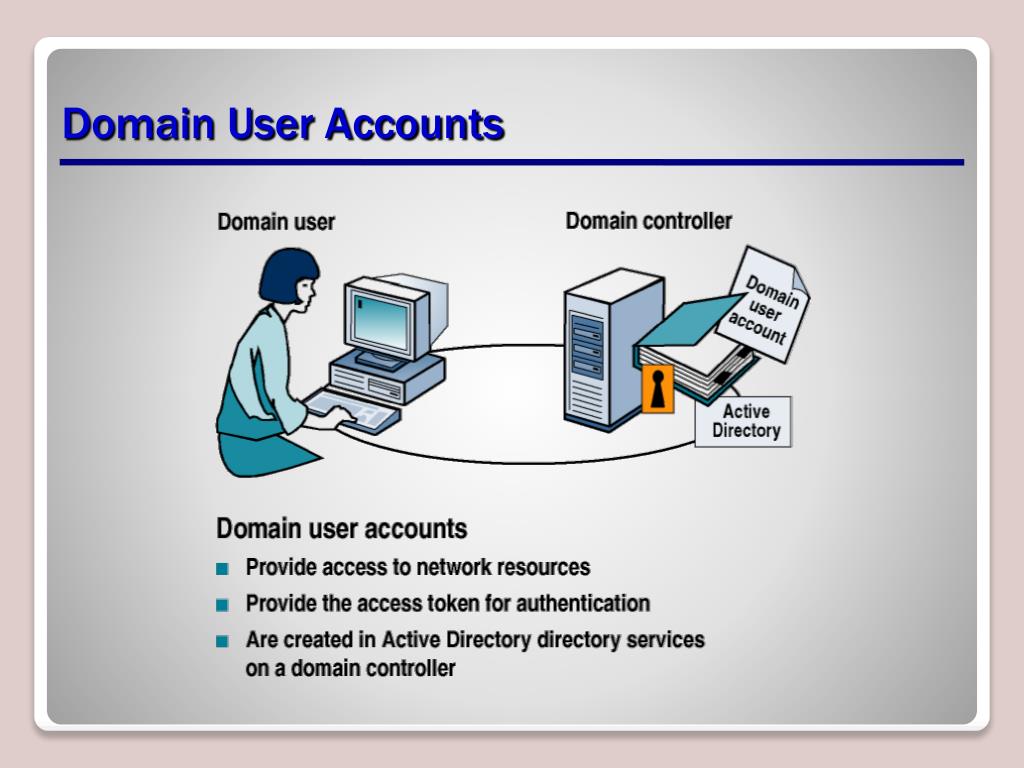 Domain User Accounts
Domain user
Domain controller
Domain
user
account
Active
Directory
Domain user accounts
Provide access to network resources
Provide the access token for authentication
Are created in Active Directory directory services
on a domain controller